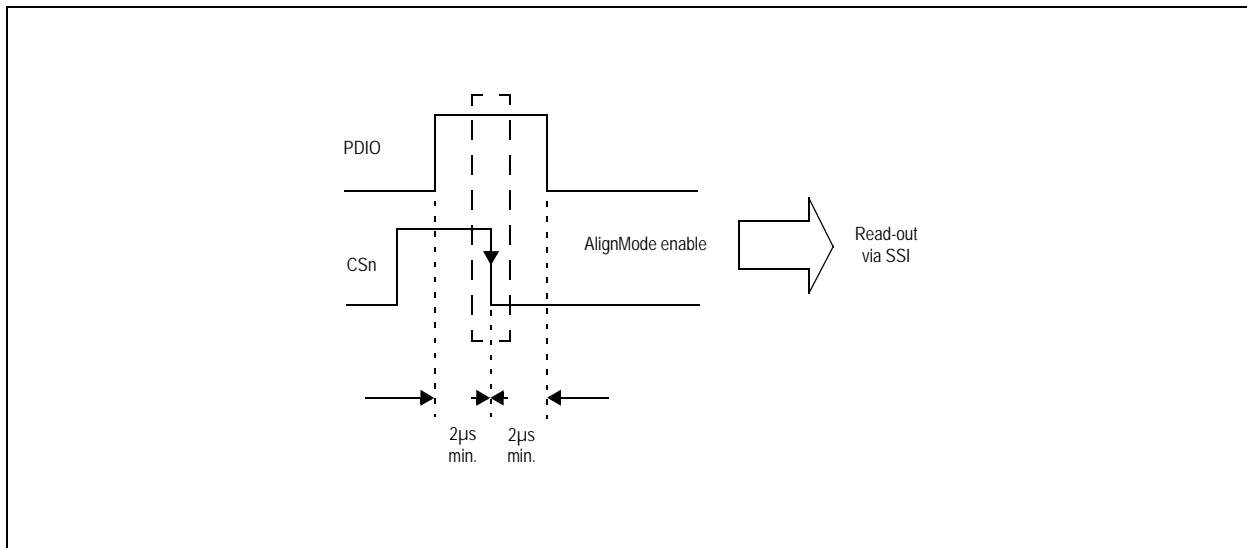 PDIO
CSn
AlignMode enable
Read-out
via SSI
2µs
min.
2µs
min.